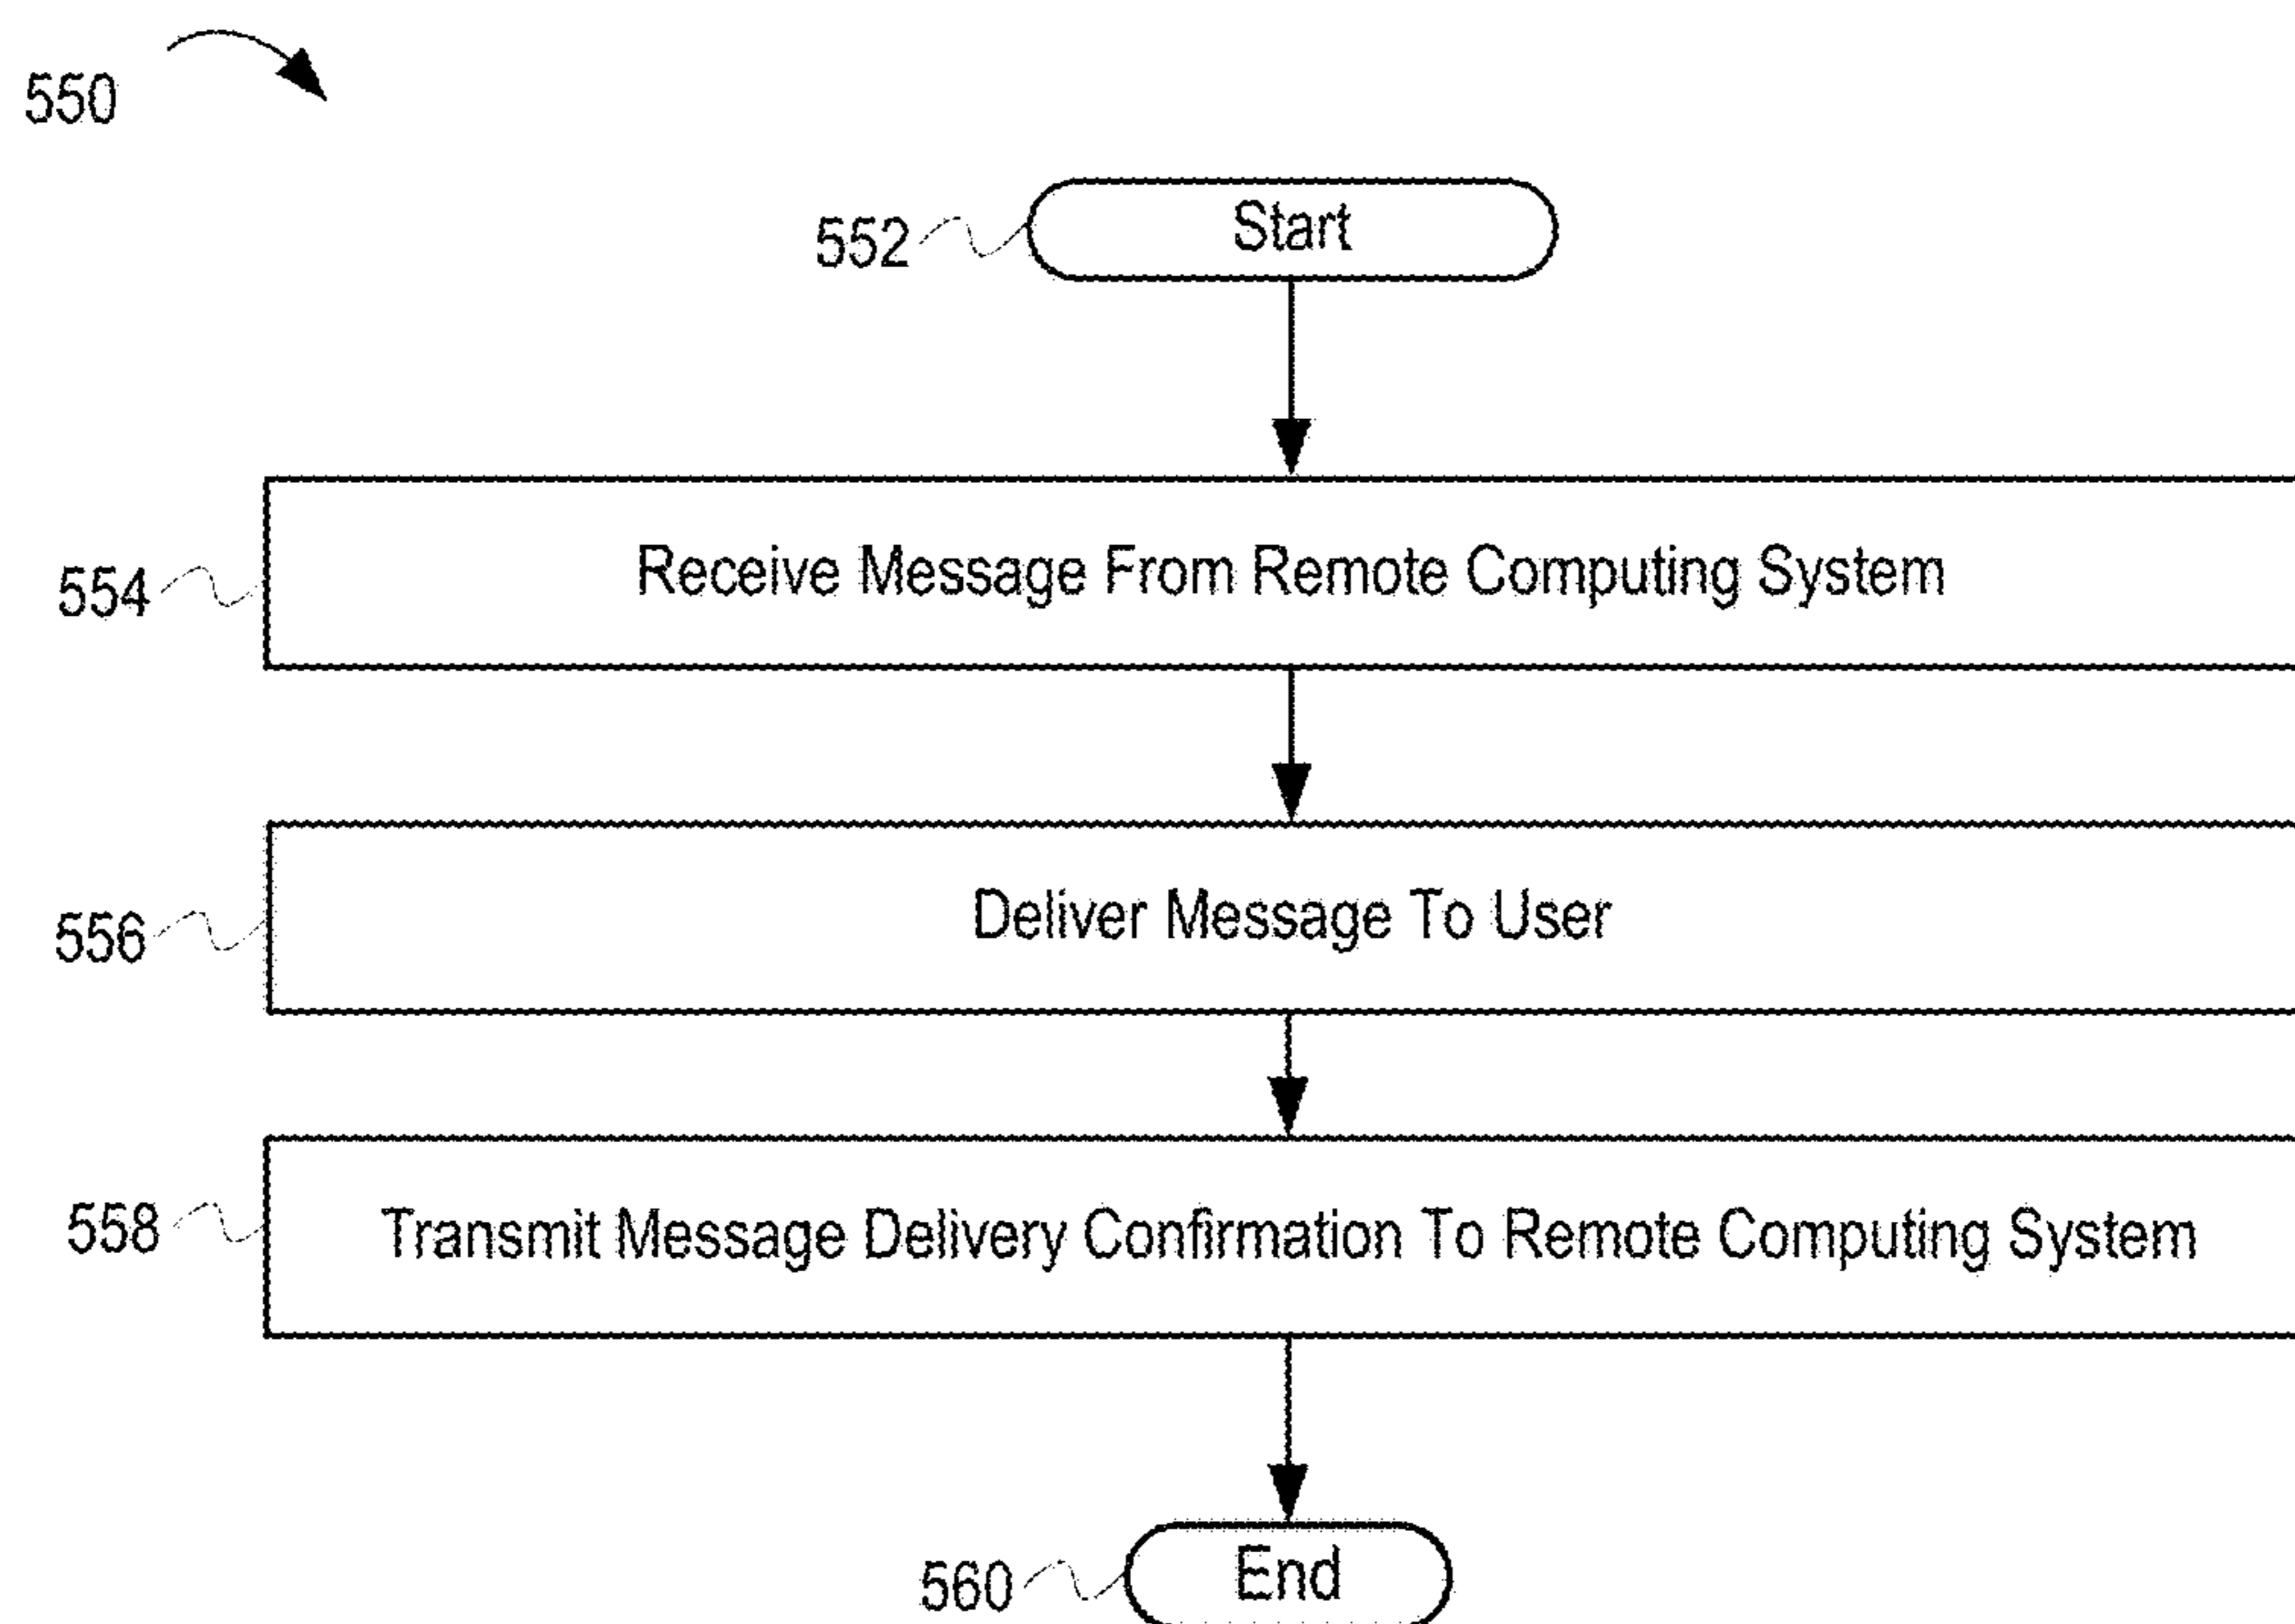 550
552 Start
554 Receive Message From Remote Computing System
556 Deliver Message To User
558 Transmit Message Delivery Confirmation To Remote Computing System
560 End